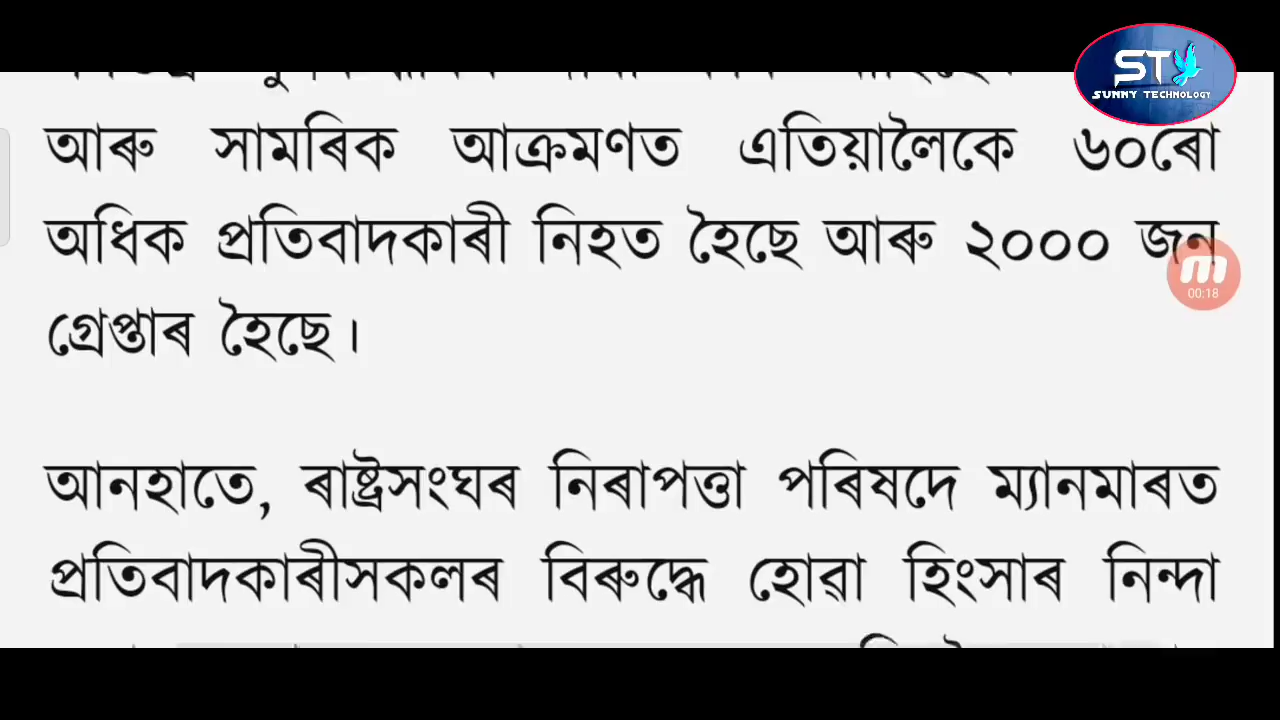 ST
SUNNY TECHNOLOGY
আৰু সামৰিক আক্ৰমণত এতিয়ালৈকে ৬০ৰো
অধিক প্ৰতিবাদকাৰী নিহত হৈছে আৰু ২০০০ জন
00:18
গ্ৰেপ্তাৰ হৈছে।
আনহাতে, ৰাষ্ট্ৰসংঘৰ নিৰাপত্তা পৰিষদে ম্যানমাৰত
প্ৰতিবাদকাৰীসকলৰ বিৰুদ্ধে হোৱা হিংসাৰ নিন্দা